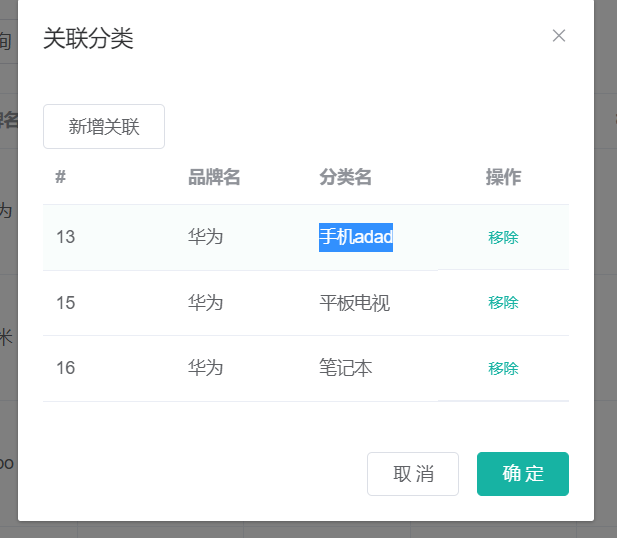 关联分类
询
新增关联
牌名
# 品牌名 分类名 操作
为
13 华为 手机adad 移除
15 华为 平板电视 移除
米
16 华为 笔记本 移除
oo
取 消 确 定